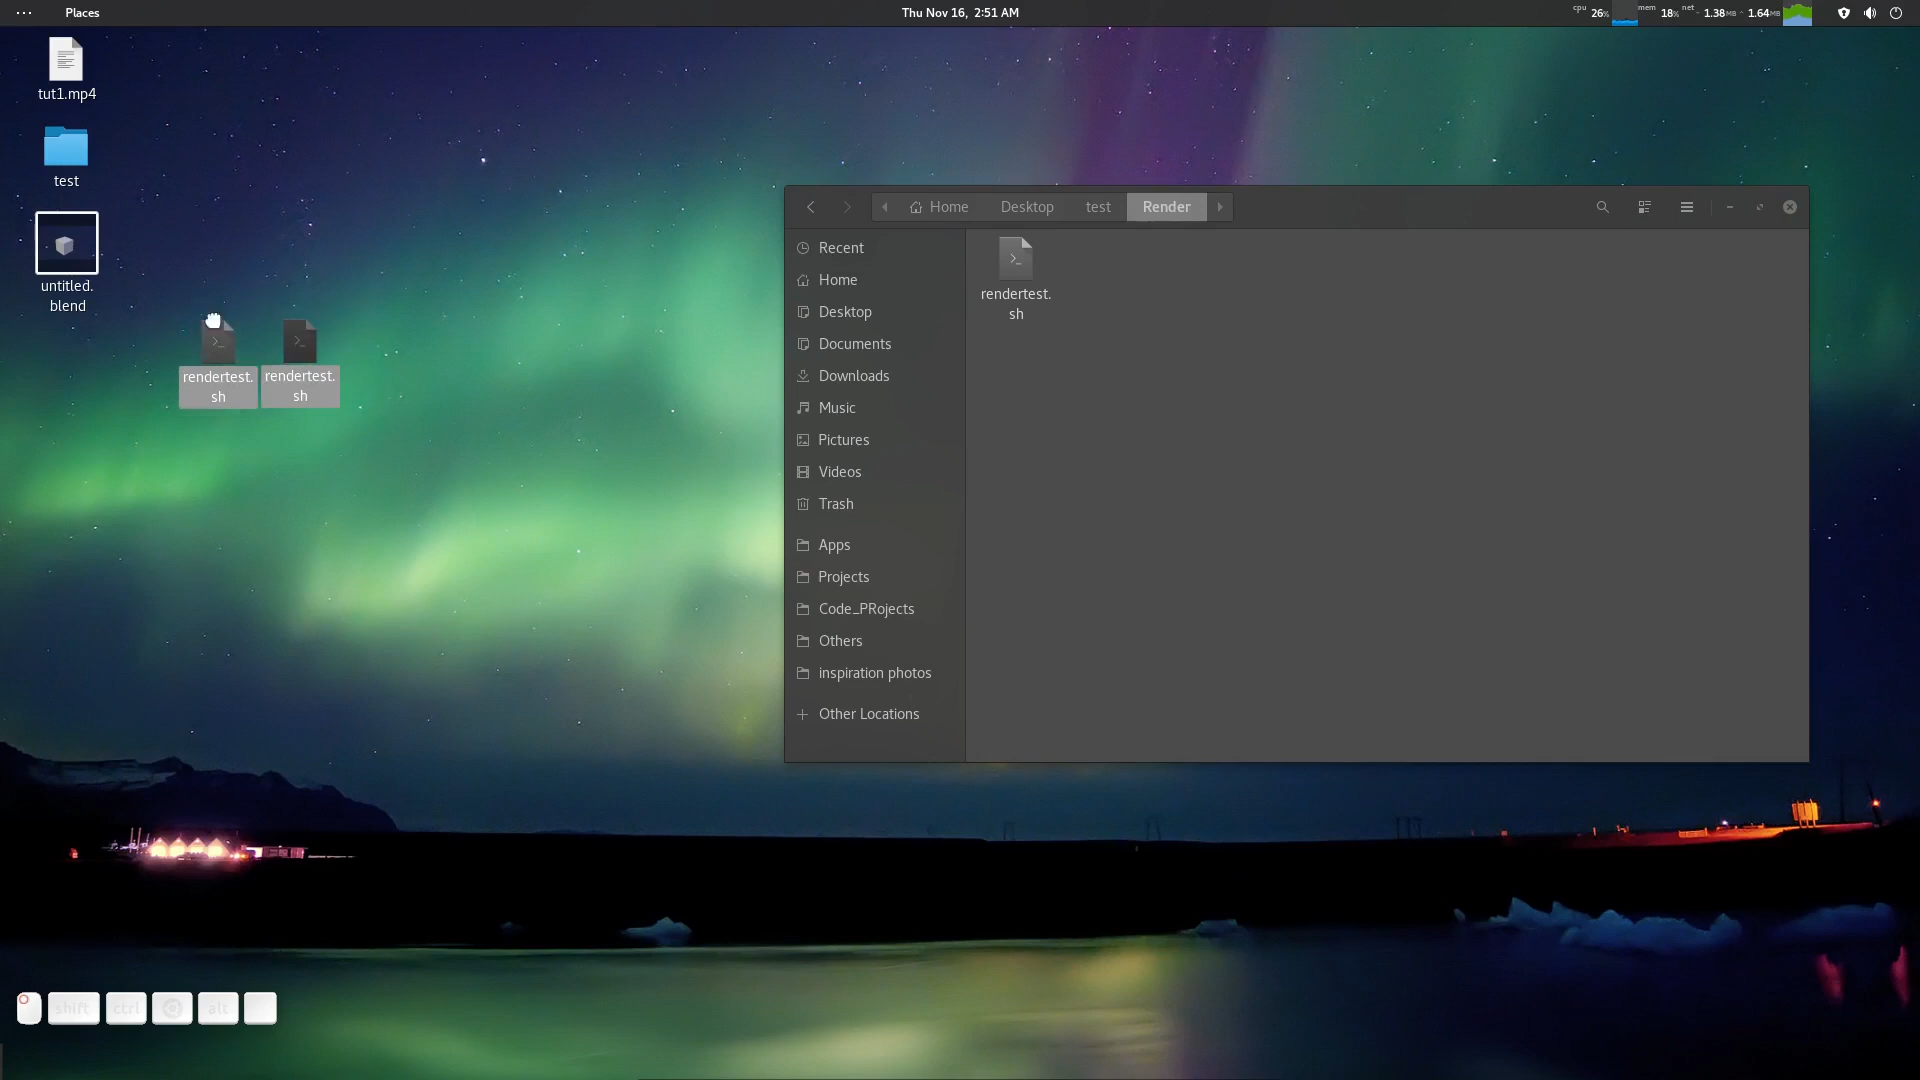 Places
Thu Nov 16, 2:51 AM
cpu 26% mem 18% net 1.38MB 1.64MB
tut1.mp4
test
untitled.
blend
rendertest.
sh
rendertest.
sh
Home Desktop test Render
Recent
Home
Desktop
Documents
Downloads
Music
Pictures
Videos
Trash
Apps
Projects
Code_PRojects
Others
inspiration photos
Other Locations
rendertest.
sh
shift ctrl alt